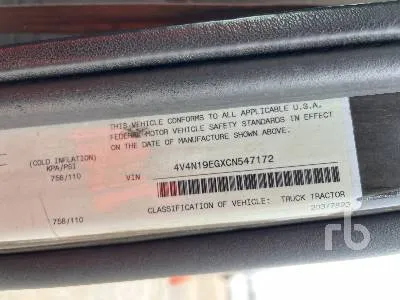 THIS VEHICLE CONFORMS TO ALL APPLICABLE U.S.A.
FEDERAL MOTOR VEHICLE SAFETY STANDARDS IN EFFECT
ON THE DATE OF MANUFACTURE SHOWN ABOVE.
(COLD INFLATION)
KPA/PSI
758/110
VIN 4V4N19EGXCN547172
758/110
CLASSIFICATION OF VEHICLE: TRUCK TRACTOR
20377893
rb